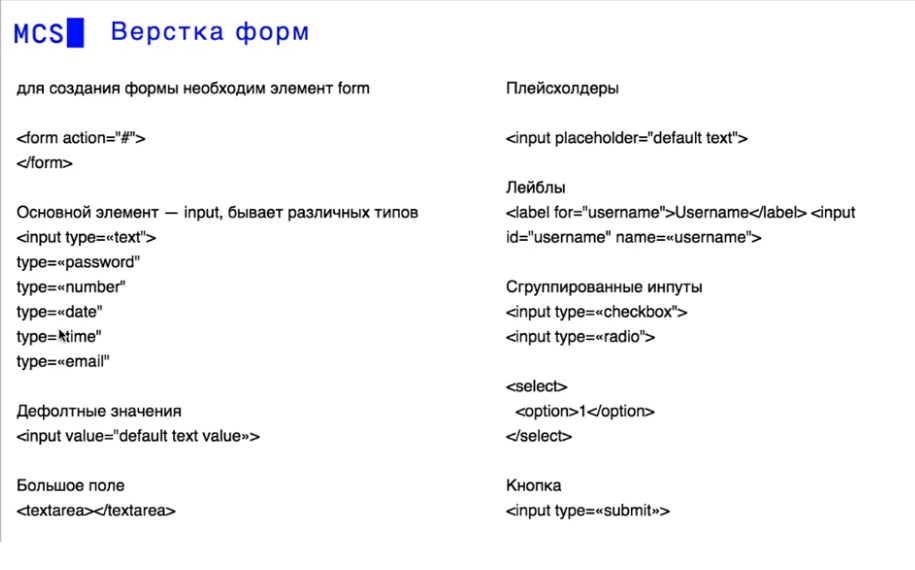 MCS Верстка форм
для создания формы необходим элемент form
<form action="#">
</form>
Основной элемент — input, бывает различных типов
<input type=«text">
type=«password"
type=«number"
type=«date"
type=«time"
type=«email"
Дефолтные значения
<input value="default text value»>
Большое поле
<textarea></textarea>
Плейсхолдеры
<input placeholder="default text">
Лейблы
<label for="username">Username</label> <input
id="username" name=«username">
Сгруппированные инпуты
<input type=«checkbox">
<input type=«radio">
<select>
<option>1</option>
</select>
Кнопка
<input type=«submit»>